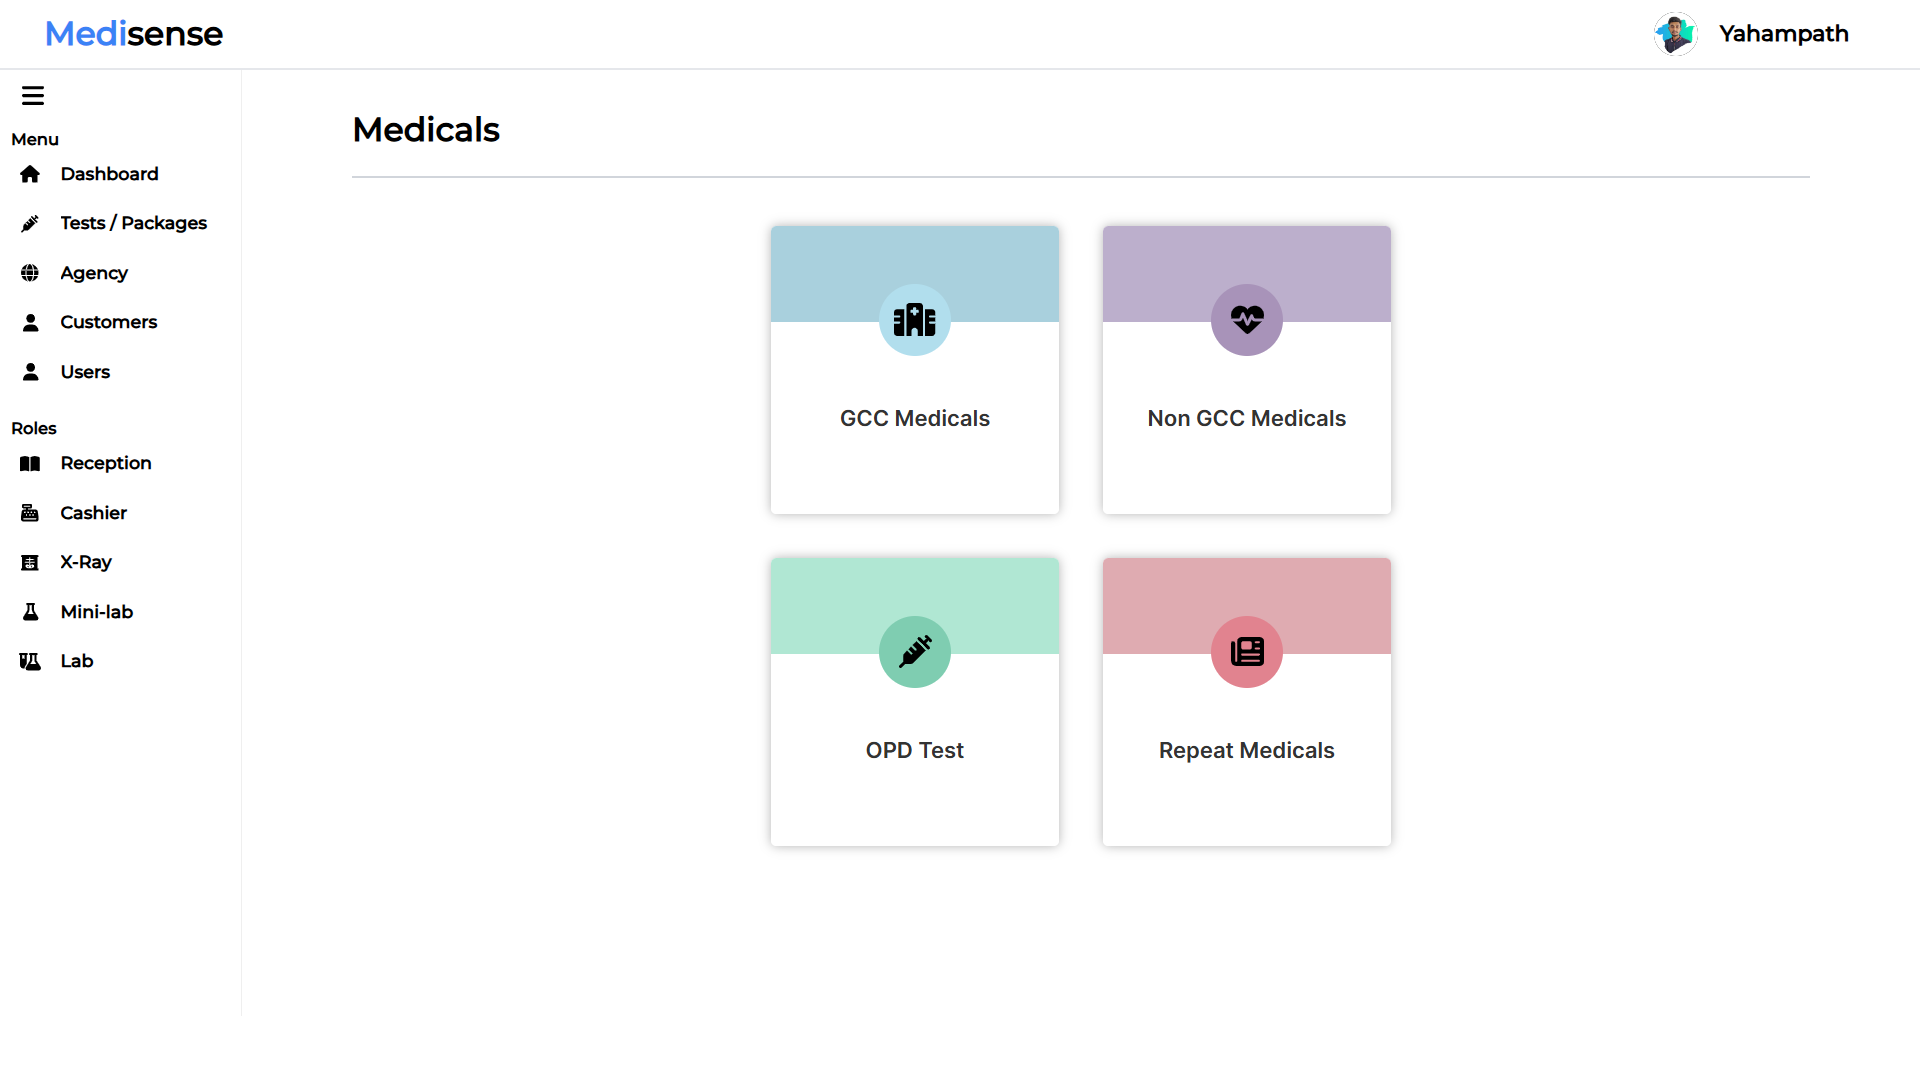 Medisense
Yahampath
Menu
Dashboard
Tests / Packages
Agency
Customers
Users
Roles
Reception
Cashier
X-Ray
Mini-lab
Lab
Medicals
GCC Medicals
Non GCC Medicals
OPD Test
Repeat Medicals